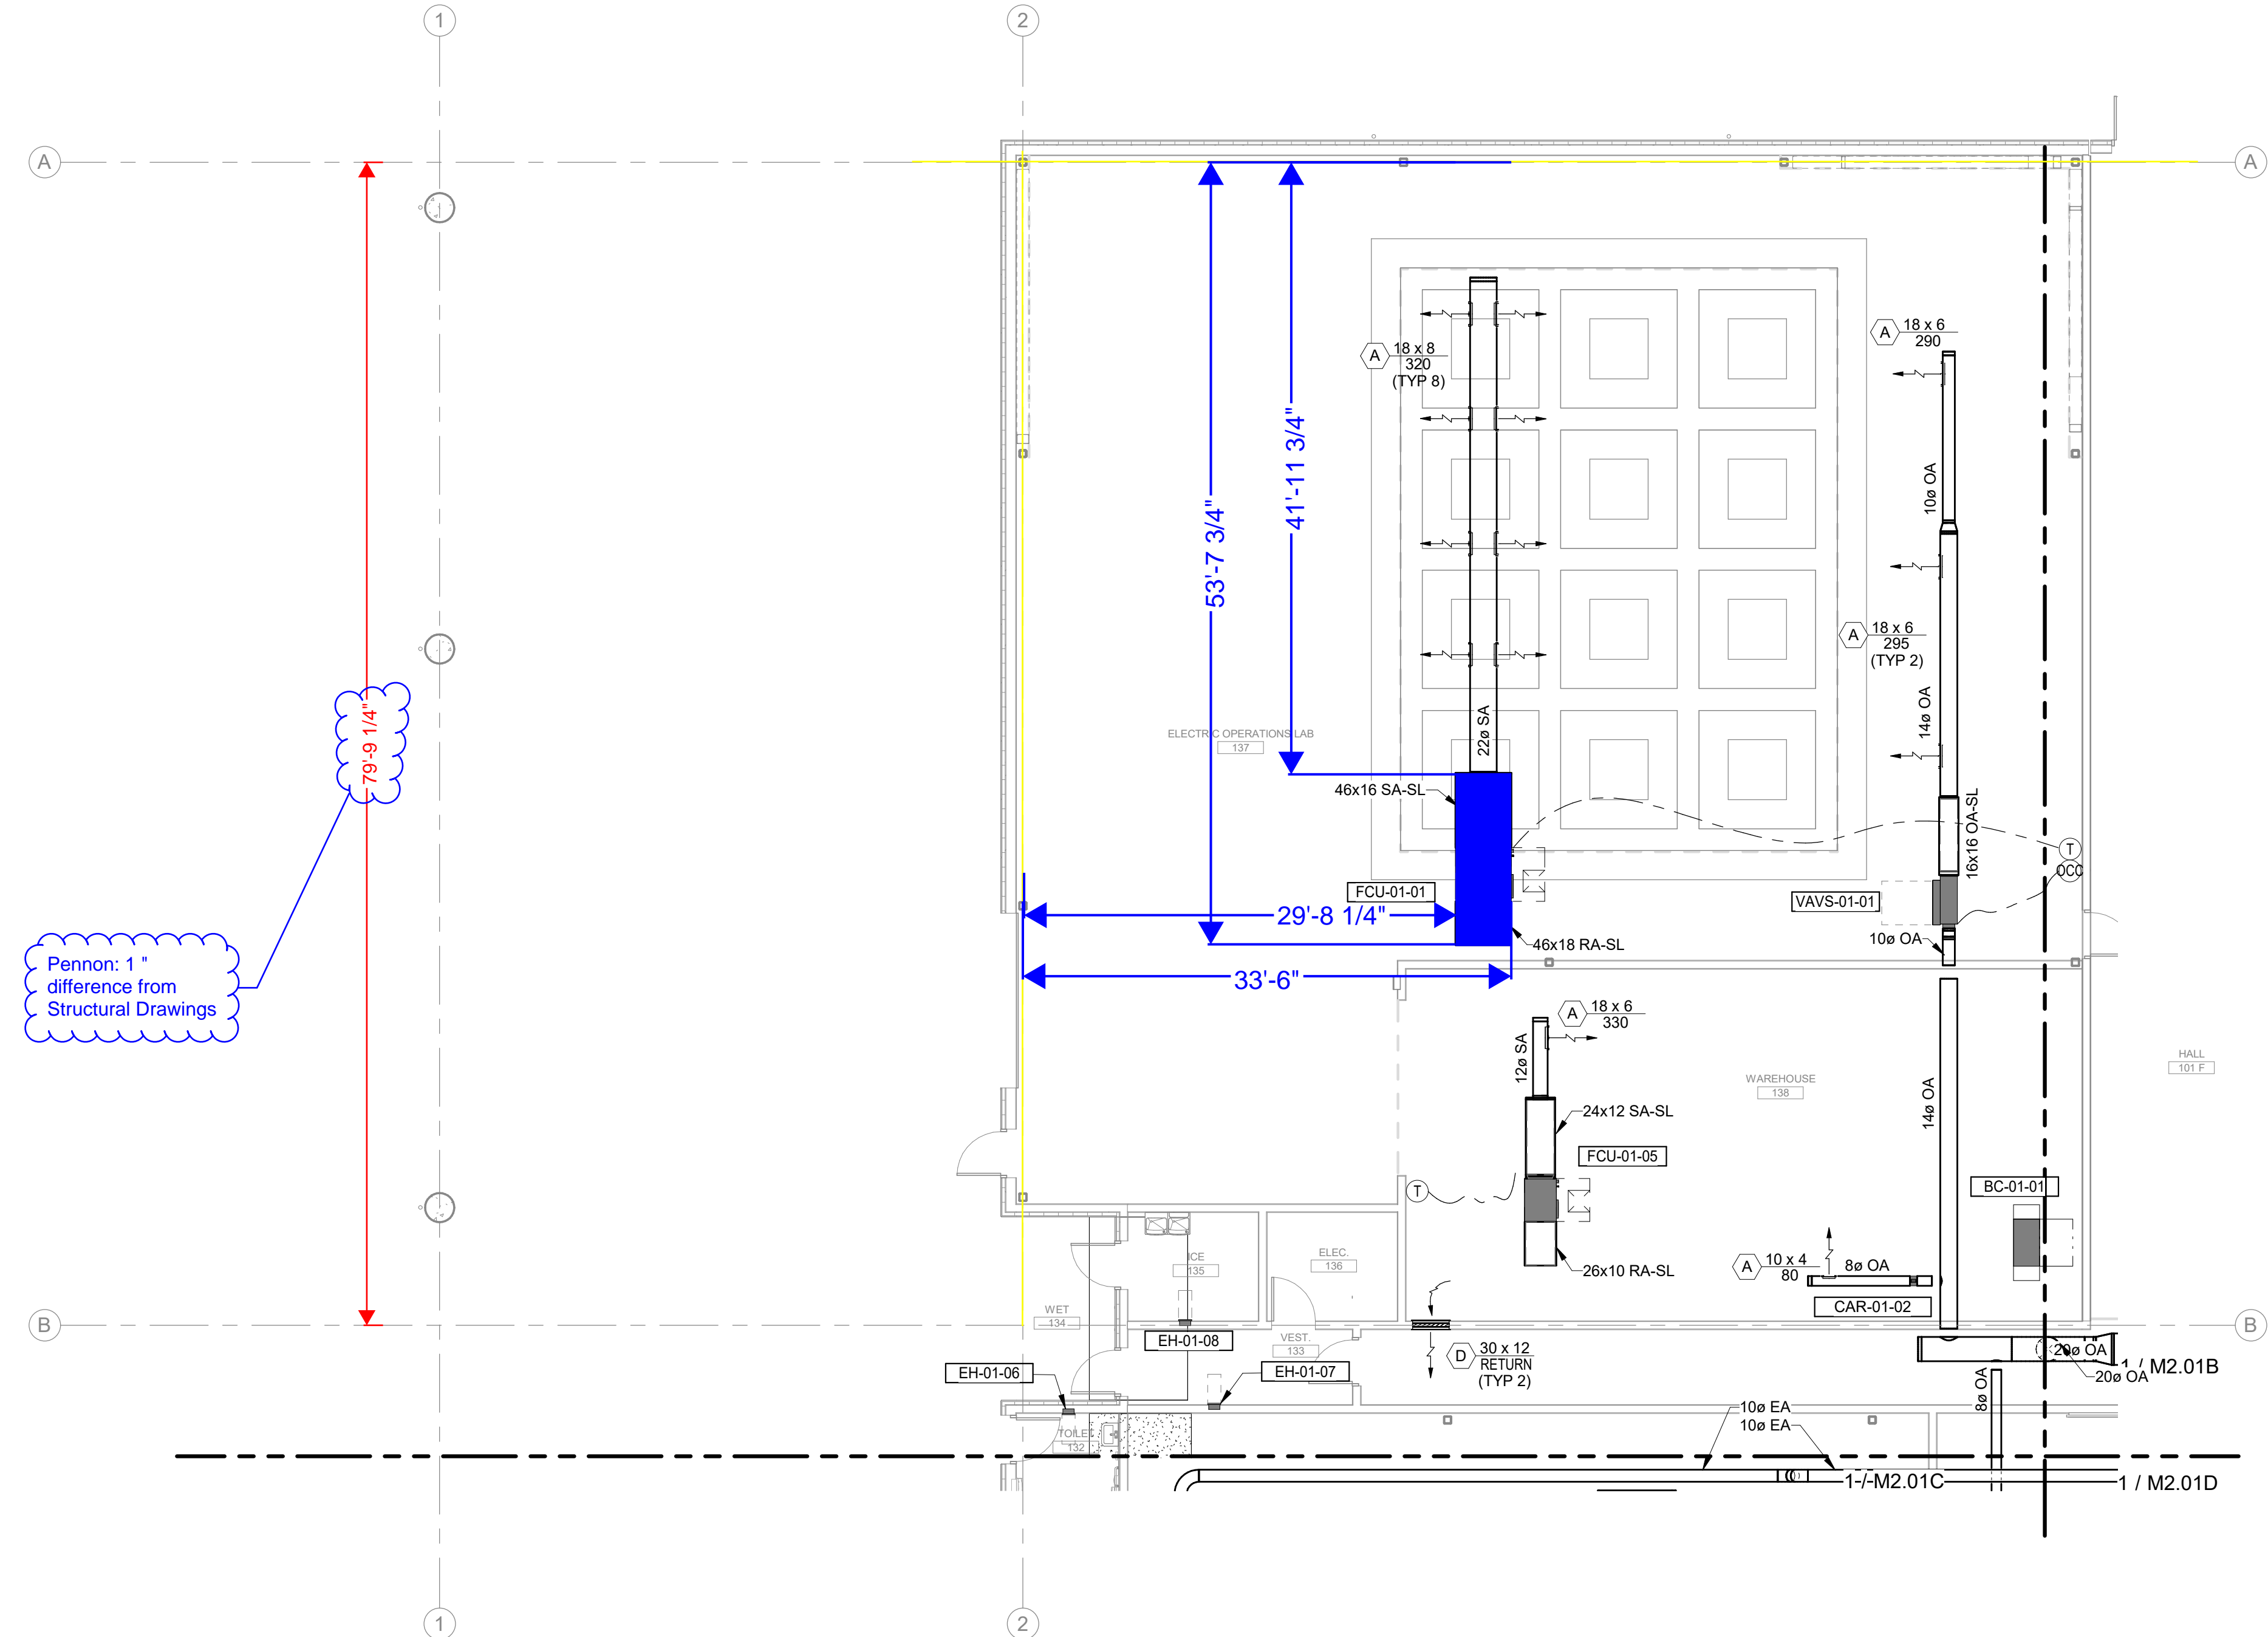 1
2
A
A
18 x 6
290
A
18 x 8
320
(TYP 8)
A
41'-11 3/4"
10ø OA
53'-7 3/4"
18 x 6
295
(TYP 2)
A
79'-9 1/4"
14ø OA
22ø SA
ELECTRIC OPERATIONS LAB
137
46x16 SA-SL
16x16 OA-SL
T
OCC
FCU-01-01
VAVS-01-01
29'-8 1/4"
10ø OA
46x18 RA-SL
Pennon: 1 "
difference from
Structural Drawings
33'-6"
A
18 x 6
330
12ø SA
HALL
101 F
WAREHOUSE
138
14ø OA
24x12 SA-SL
FCU-01-05
T
BC-01-01
ICE
135
ELEC.
136
26x10 RA-SL
A
10 x 4
80
8ø OA
CAR-01-02
WET
134
B
B
EH-01-08
VEST.
133
D
30 x 12
RETURN
(TYP 2)
20ø OA
1 / M2.01B
20ø OA
EH-01-06
EH-01-07
8ø OA
10ø EA
10ø EA
TOILET
132
1 / M2.01C
1 / M2.01D
1
2